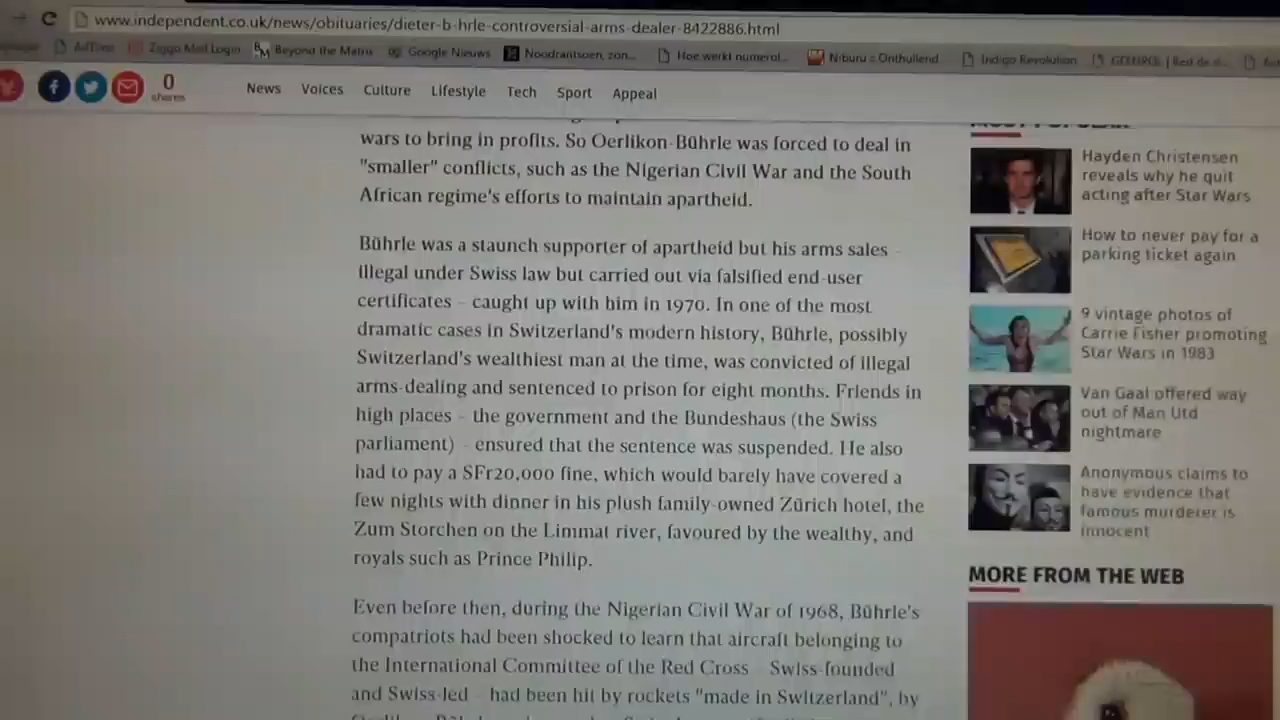 www.independent.co.uk/news/obituaries/dieter-b-hrle-controversial-arms-dealer-8422886.html
Ziggo Mail Login
Beyond the Matrix
Google Nieuws
Noodrantsoen, zon...
Hoe werkt numerol...
Niburu :: Onthullend...
Indigo Revolution
0
shares
News
Voices
Culture
Lifestyle
Tech
Sport
Appeal
wars to bring in profits. So Oerlikon-Bührle was forced to deal in
"smaller" conflicts, such as the Nigerian Civil War and the South
African regime's efforts to maintain apartheid.
Bührle was a staunch supporter of apartheid but his arms sales –
illegal under Swiss law but carried out via falsified end-user
certificates – caught up with him in 1970. In one of the most
dramatic cases in Switzerland's modern history, Bührle, possibly
Switzerland's wealthiest man at the time, was convicted of illegal
arms-dealing and sentenced to prison for eight months. Friends in
high places – the government and the Bundeshaus (the Swiss
parliament) – ensured that the sentence was suspended. He also
had to pay a SFr20,000 fine, which would barely have covered a
few nights with dinner in his plush family-owned Zürich hotel, the
Zum Storchen on the Limmat river, favoured by the wealthy, and
royals such as Prince Philip.
Even before then, during the Nigerian Civil War of 1968, Bührle's
compatriots had been shocked to learn that aircraft belonging to
the International Committee of the Red Cross – Swiss-founded
and Swiss-led – had been hit by rockets "made in Switzerland", by
MOST POPULAR
Hayden Christensen
reveals why he quit
acting after Star Wars
How to never pay for a
parking ticket again
9 vintage photos of
Carrie Fisher promoting
Star Wars in 1983
Van Gaal offered way
out of Man Utd
nightmare
Anonymous claims to
have evidence that
famous murderer is
innocent
MORE FROM THE WEB